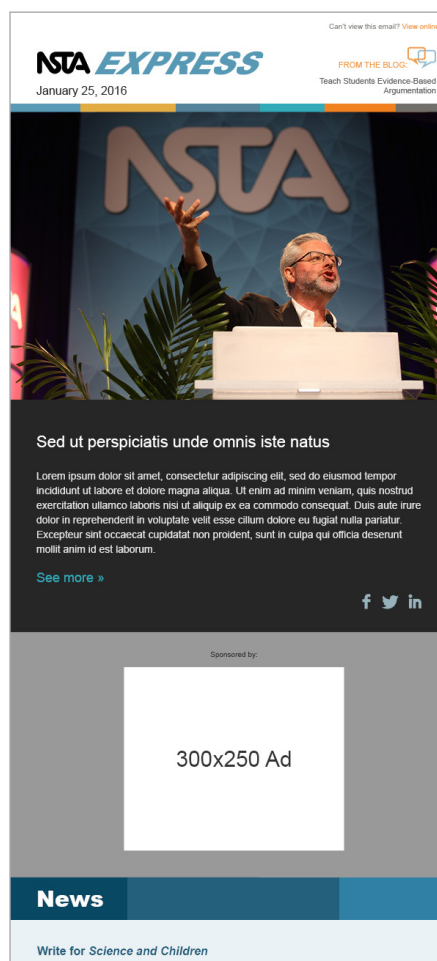 Can't view this email? View online
NSTA EXPRESS
January 25, 2016
FROM THE BLOG:
Teach Students Evidence-Based
Argumentation
NSTA
Sed ut perspiciatis unde omnis iste natus
Lorem ipsum dolor sit amet, consectetur adipiscing elit, sed do eiusmod tempor
incididunt ut labore et dolore magna aliqua. Ut enim ad minim veniam, quis nostrud
exercitation ullamco laboris nisi ut aliquip ex ea commodo consequat. Duis aute irure
dolor in reprehenderit in voluptate velit esse cillum dolore eu fugiat nulla pariatur.
Excepteur sint occaecat cupidatat non proident, sunt in culpa qui officia deserunt
mollit anim id est laborum.
See more »
Sponsored by:
300x250 Ad
News
Write for Science and Children